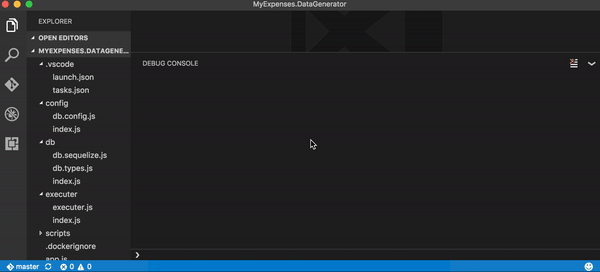 MyExpenses.DataGenerator
EXPLORER
OPEN EDITORS
MYEXPENSES.DATAGENE...
.vscode
launch.json
tasks.json
config
db.config.js
index.js
db
db.sequelize.js
db.types.js
index.js
executer
executer.js
index.js
scripts
.dockerignore
app.js
DEBUG CONSOLE
master 0 0